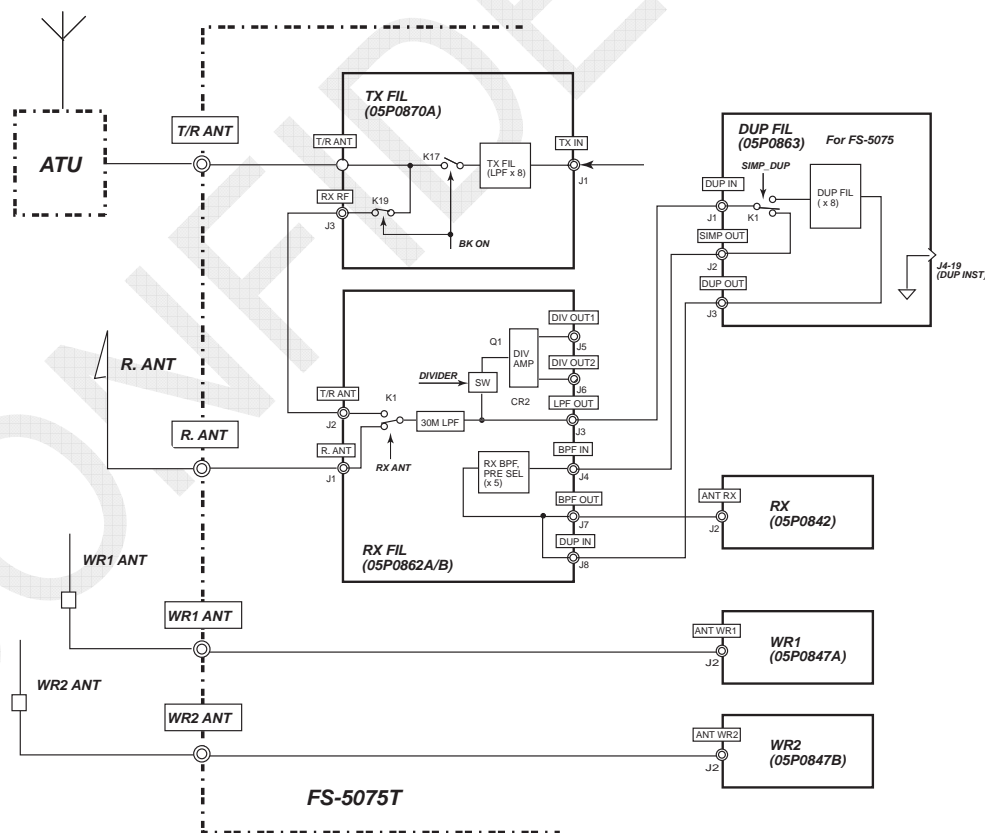 CONFIDE
ATU
T/R ANT
TX FIL
(05P0870A)
T/R ANT
TX IN
K17
TX FIL
(LPF x 8)
J1
RX RF
K19
J3
BK ON
DUP FIL
(05P0863)
For FS-5075
SIMP_DUP
DUP IN
DUP FIL
( x 8)
J1
K1
SIMP OUT
J2
DUP OUT
J3
J4-19
(DUP INST)
R. ANT
R. ANT
DIV OUT1
Q1
DIV
AMP
J5
DIVIDER
SW
DIV OUT2
J6
CR2
T/R ANT
K1
LPF OUT
J2
30M LPF
J3
R. ANT
RX ANT
BPF IN
J1
RX BPF,
PRE SEL
(x 5)
J4
BPF OUT
J7
DUP IN
J8
RX FIL
(05P0862A/B)
ANT RX
J2
RX
(05P0842)
WR1 ANT
WR1 ANT
ANT WR1
J2
WR1
(05P0847A)
WR2 ANT
WR2 ANT
ANT WR2
J2
WR2
(05P0847B)
FS-5075T